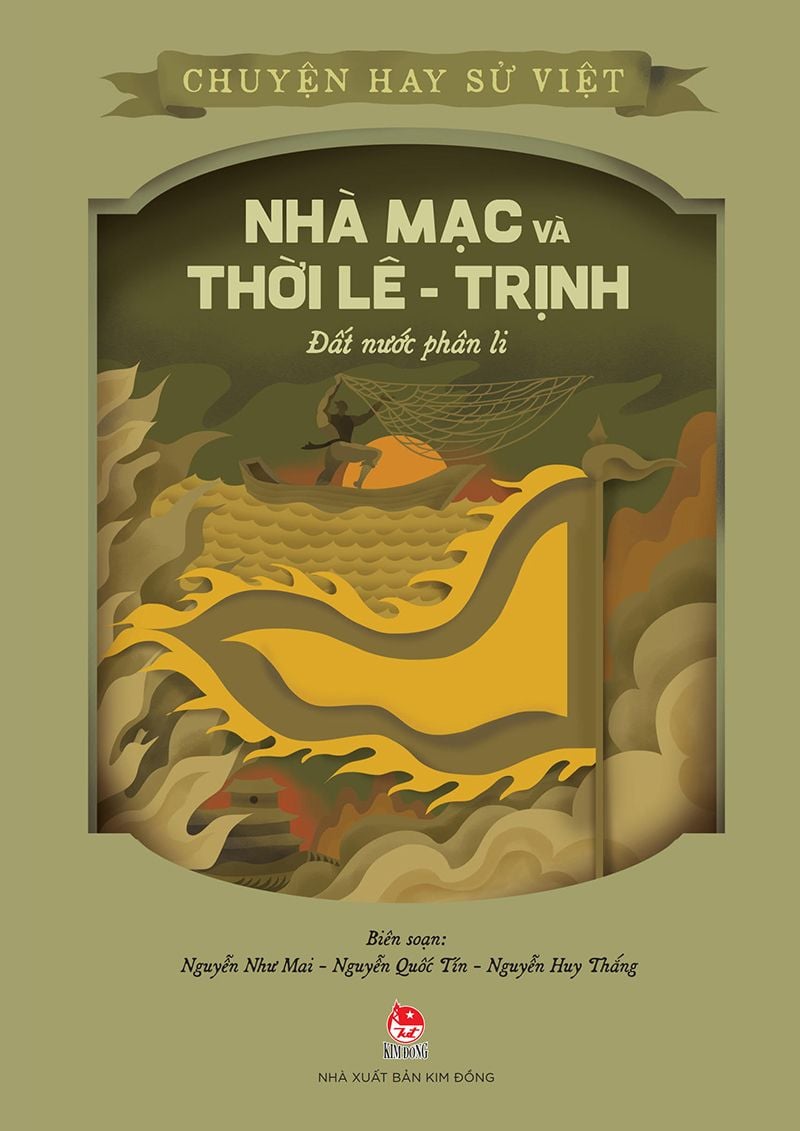 CHUYỆN HAY SỬ VIỆT
NHÀ MẠC VÀ
THỜI LÊ - TRỊNH
Đất nước phân li
Biên soạn:
Nguyễn Như Mai - Nguyễn Quốc Tín - Nguyễn Huy Thắng
kđ
KIM ĐỒNG
NHÀ XUẤT BẢN KIM ĐỒNG